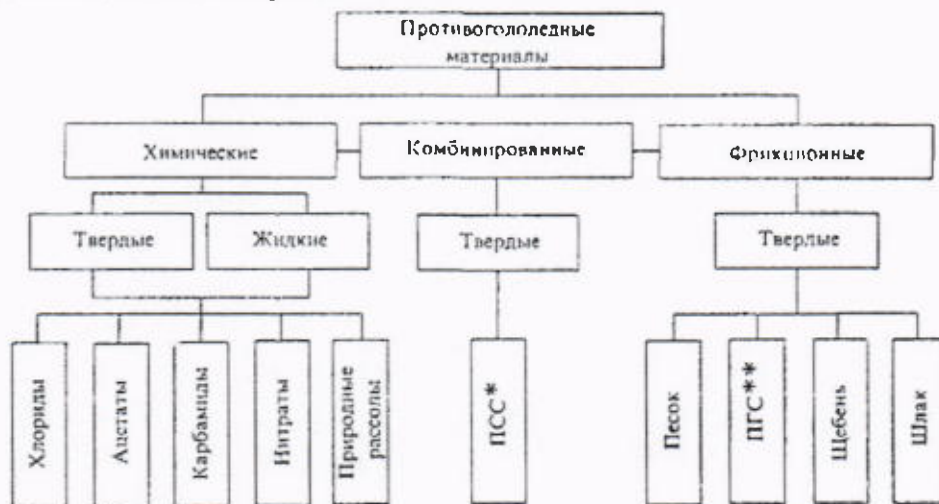 Противогололедные
материалы
Химические
Комбинированные
Фрикционные
Твердые
Жидкие
Твердые
Твердые
Хлориды
Ацетаты
Карбамиды
Нитраты
Природные
рассолы
ПСС*
Песок
ПГС**
Щебень
Шлак